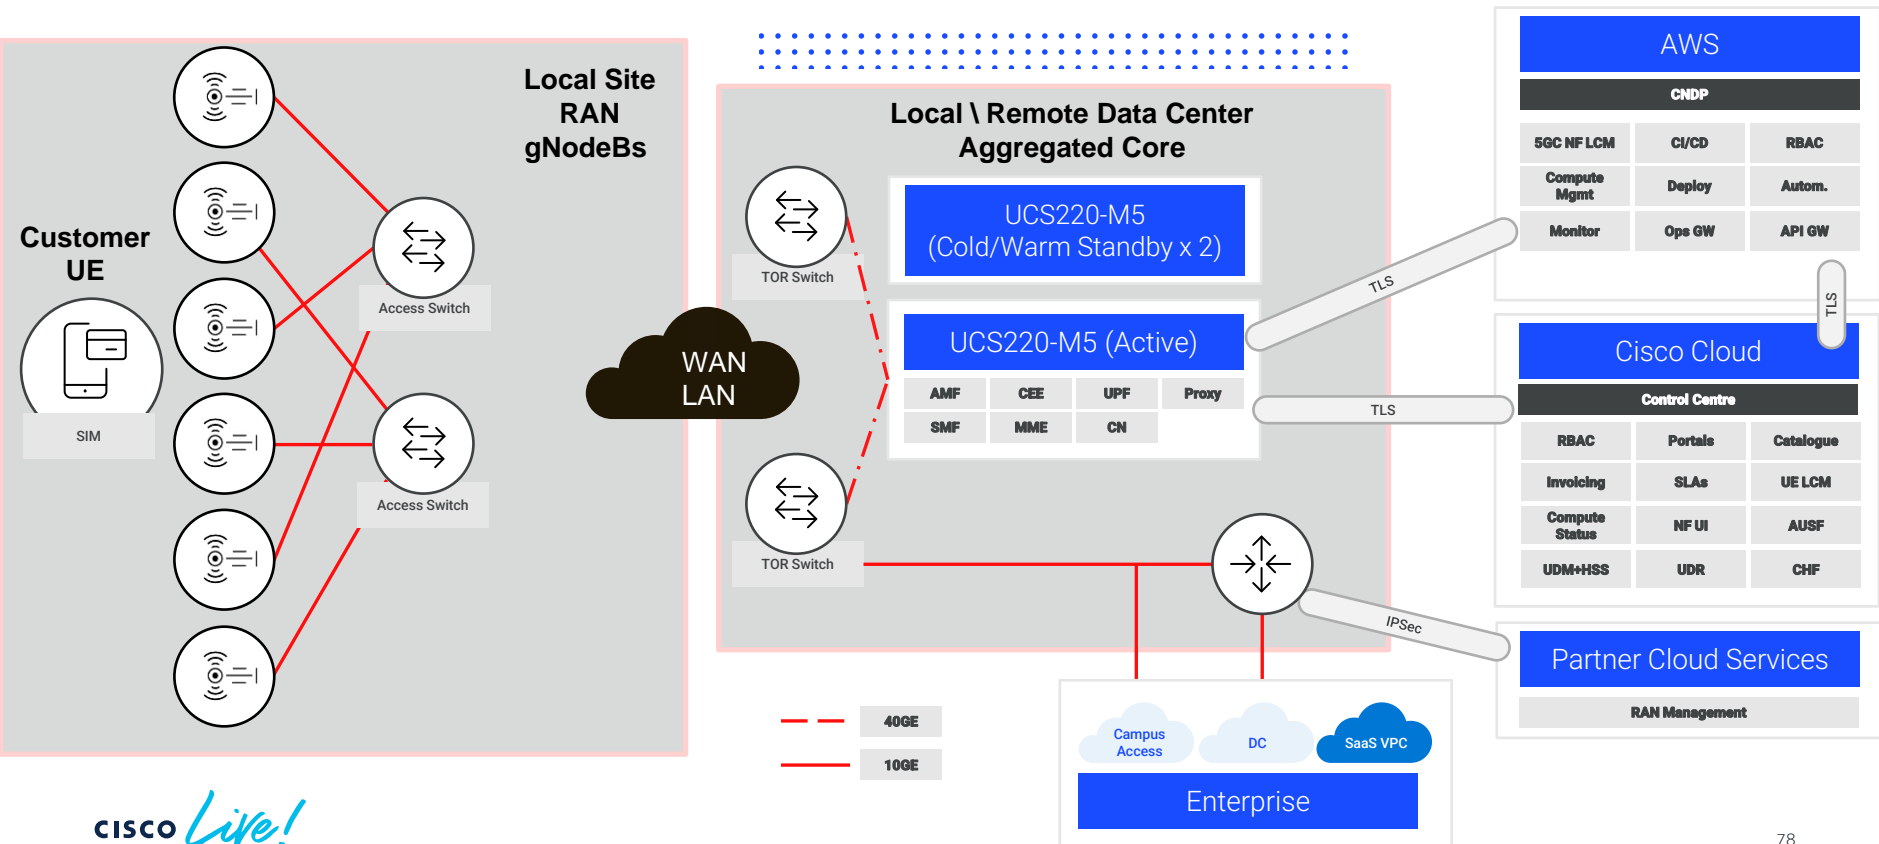 Local Site
RAN
gNodeBs
Customer
UE
SIM
Access Switch
Access Switch
WAN
LAN
Local \ Remote Data Center
Aggregated Core
TOR Switch
TOR Switch
UCS220-M5
(Cold/Warm Standby x 2)
UCS220-M5 (Active)
AMF CEE UPF Proxy
SMF MME CN
TLS
TLS
TLS
IPSec
AWS
CNDP
5GC NF LCM CI/CD RBAC
Compute
Mgmt
Deploy Autom.
Monitor Ops GW API GW
Cisco Cloud
Control Centre
RBAC Portals Catalogue
Invoicing SLAs UE LCM
Compute
Status
NF UI AUSF
UDM+HSS UDR CHF
Partner Cloud Services
RAN Management
40GE
10GE
Campus
Access
DC
SaaS VPC
Enterprise
CISCO Live!
78